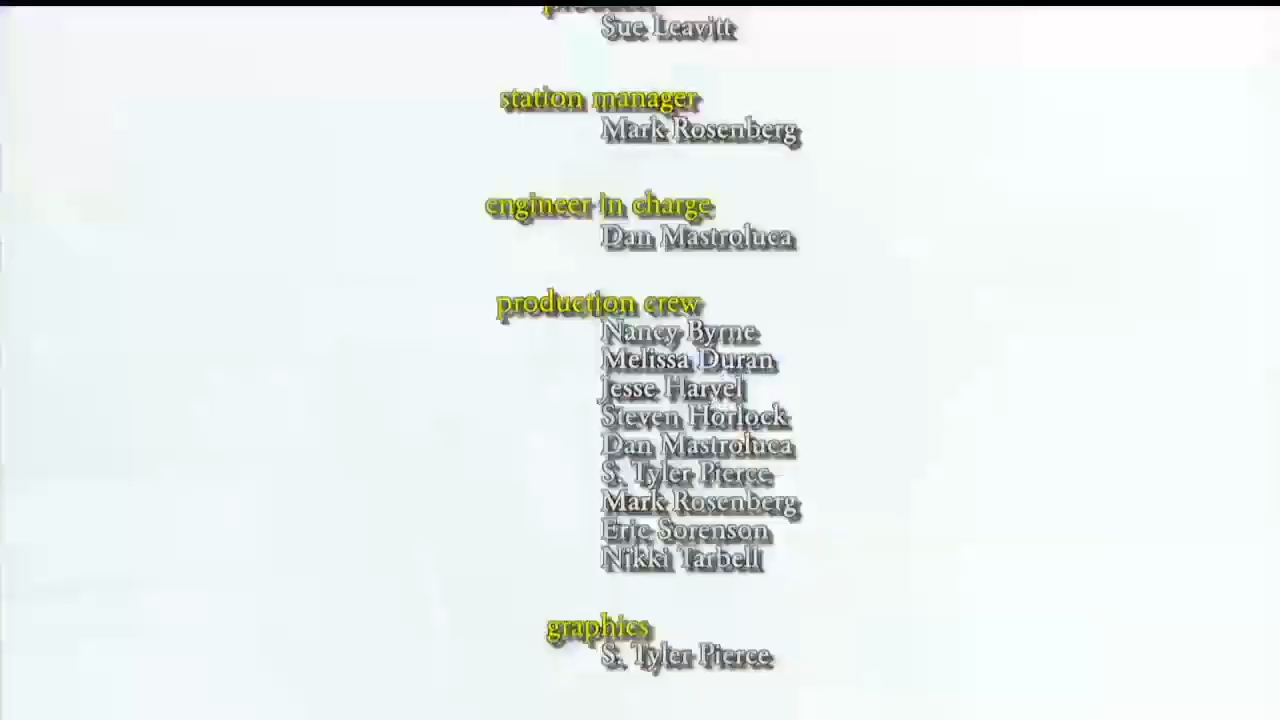 Sue Leavitt
station manager
Mark Rosenberg
engineer in charge
Dan Mastroluca
production crew
Nancy Byrne
Melissa Duran
Jesse Harvel
Steven Horlock
Dan Mastroluca
S. Tyler Pierce
Mark Rosenberg
Eric Sorenson
Nikki Tarbell
graphics
S. Tyler Pierce